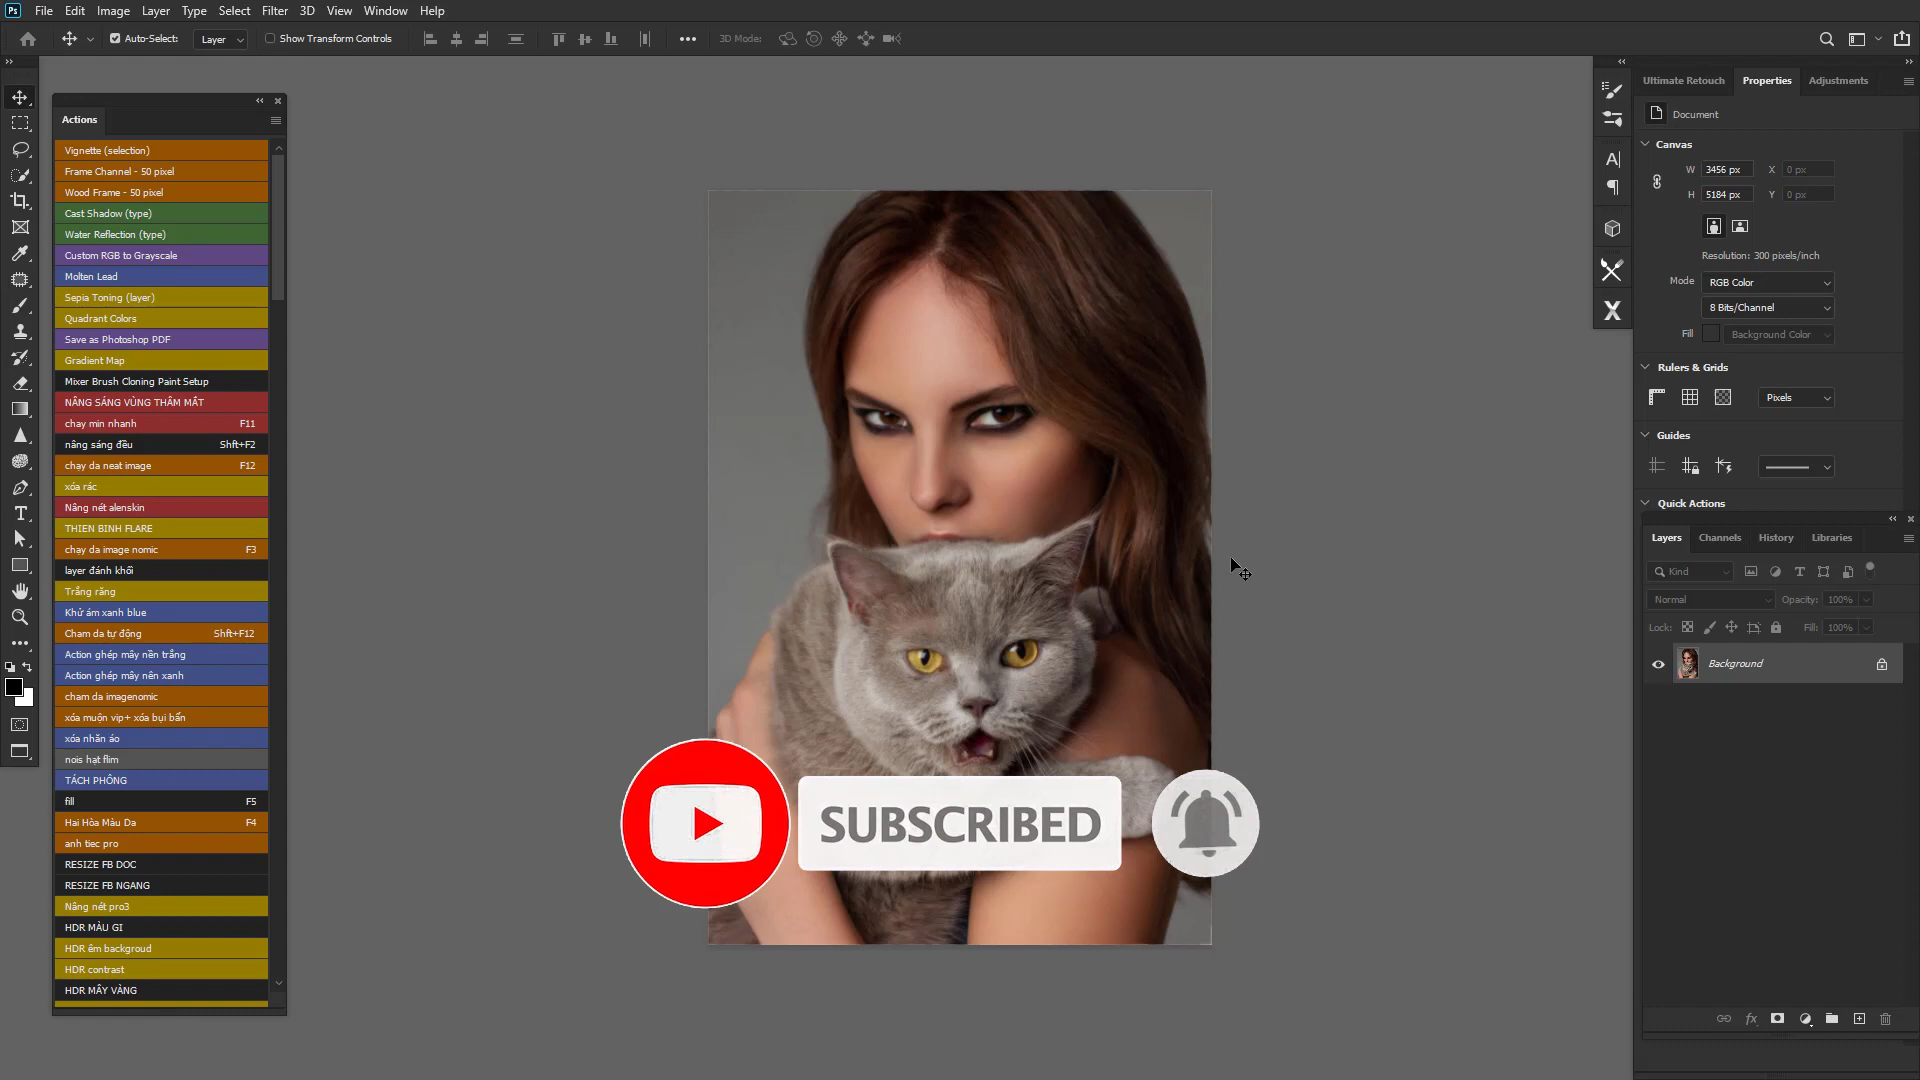 Ps File Edit Image Layer Type Select Filter 3D View Window Help
Auto-Select: Layer Show Transform Controls 3D Mode:
Actions
Vignette (selection)
Frame Channel - 50 pixel
Wood Frame - 50 pixel
Cast Shadow (type)
Water Reflection (type)
Custom RGB to Grayscale
Molten Lead
Sepia Toning (layer)
Quadrant Colors
Save as Photoshop PDF
Gradient Map
Mixer Brush Cloning Paint Setup
NÂNG SÁNG VÙNG THÂM MẮT
chay min nhanh F11
nâng sáng đều Shft+F2
chạy da neat image F12
xóa rác
Nâng nét alenskin
THIEN BINH FLARE
chạy da image nomic F3
layer đánh khối
Trắng răng
Khử ám xanh blue
Cham da tự động Shft+F12
Action ghép mây nền trắng
Action ghép mây nền xanh
cham da imagenomic
xóa muộn vip+ xóa bụi bẩn
xóa nhăn áo
nois hạt flim
TÁCH PHÔNG
fill F5
Hai Hòa Màu Da F4
anh tiec pro
RESIZE FB DOC
RESIZE FB NGANG
Nâng nét pro3
HDR MÀU GI
HDR êm backgroud
HDR contrast
HDR MÂY VÀNG
SUBSCRIBED
Ultimate Retouch Properties Adjustments
Document
Canvas
W 3456 px X 0 px
H 5184 px Y 0 px
Resolution: 300 pixels/inch
Mode RGB Color
8 Bits/Channel
Fill Background Color
Rulers & Grids
Pixels
Guides
Quick Actions
Layers Channels History Libraries
Kind
Normal Opacity: 100%
Lock: Fill: 100%
Background
fx